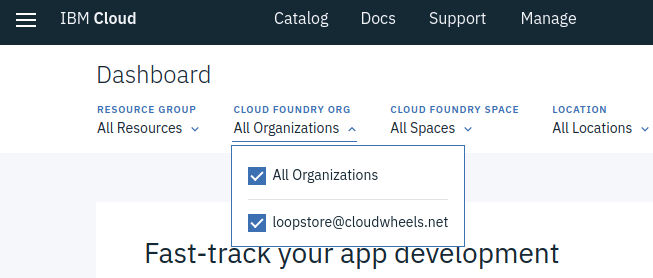 IBM Cloud Catalog Docs Support Manage
Dashboard
RESOURCE GROUP CLOUD FOUNDRY ORG CLOUD FOUNDRY SPACE LOCATION
All Resources All Organizations All Spaces All Locations
All Organizations
loopstore@cloudwheels.net
Fast-track your app development